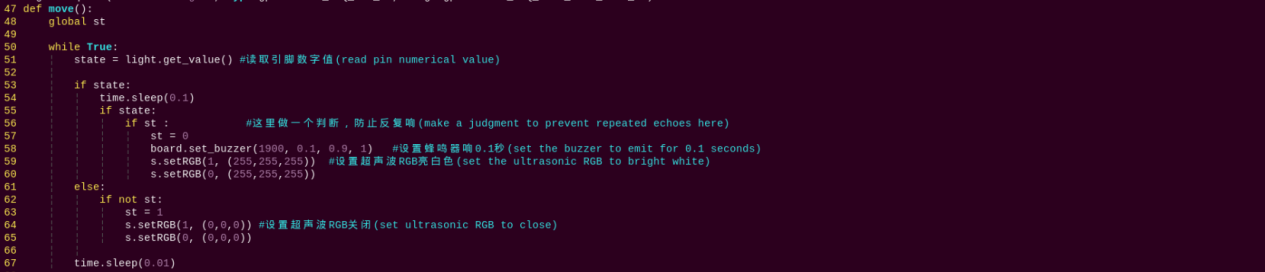 47 def move():
48     global st
49
50     while True:
51         state = light.get_value() #读取引脚数字值(read pin numerical value)
52
53         if state:
54             time.sleep(0.1)
55             if state:
56                 if st :            #这里做一个判断，防止反复响(make a judgment to prevent repeated echoes here)
57                     st = 0
58                     board.set_buzzer(1900, 0.1, 0.9, 1)   #设置蜂鸣器响0.1秒(set the buzzer to emit for 0.1 seconds)
59                     s.setRGB(1, (255,255,255))  #设置超声波RGB亮白色(set the ultrasonic RGB to bright white)
60                     s.setRGB(0, (255,255,255))
61         else:
62             if not st:
63                 st = 1
64                 s.setRGB(1, (0,0,0)) #设置超声波RGB关闭(set ultrasonic RGB to close)
65                 s.setRGB(0, (0,0,0))
66
67         time.sleep(0.01)